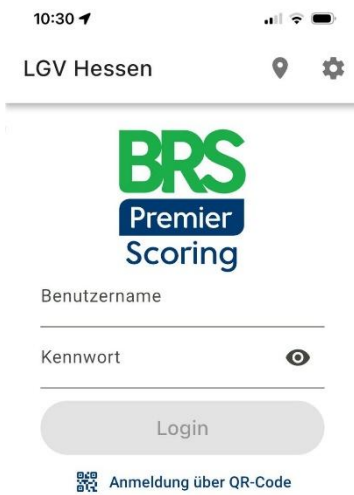 10:30
LGV Hessen
BRS
Premier
Scoring
Benutzername
Kennwort
Login
Anmeldung über QR-Code